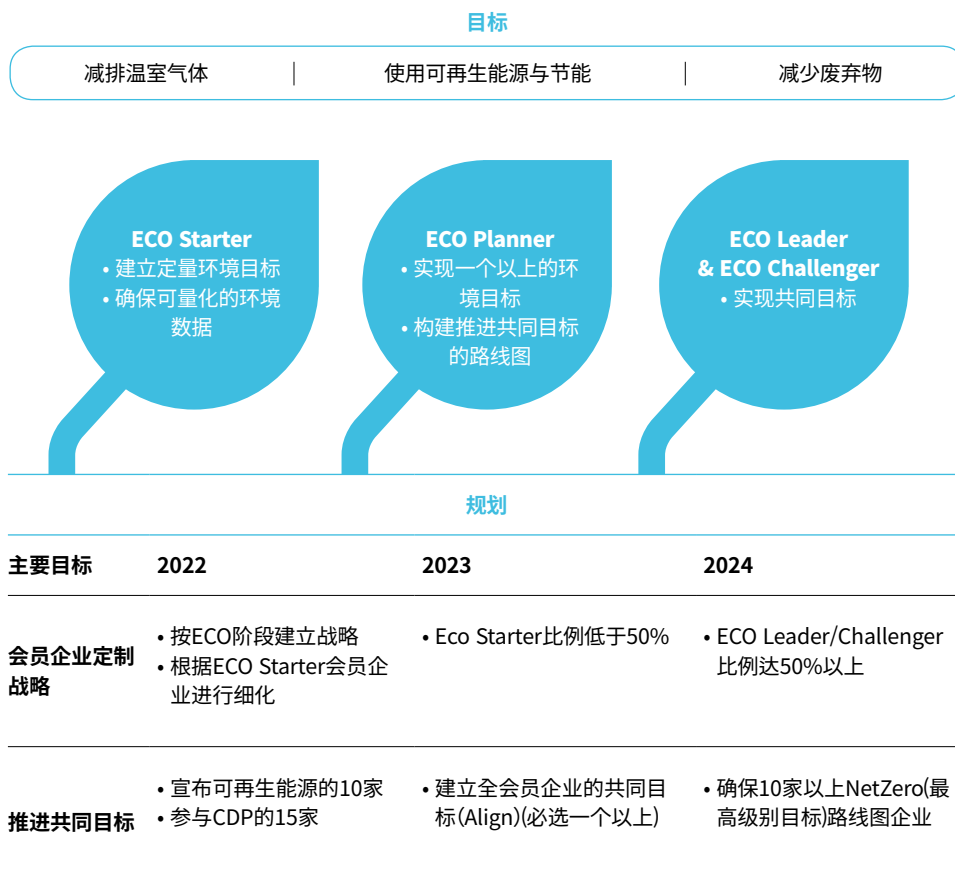 目标
减排温室气体 | 使用可再生能源与节能 | 减少废弃物
ECO Starter
• 建立定量环境目标
• 确保可量化的环境
数据
ECO Planner
• 实现一个以上的环
境目标
• 构建推进共同目标
的路线图
ECO Leader
& ECO Challenger
• 实现共同目标
规划
主要目标 2022 2023 2024
会员企业定制
战略
• 按ECO阶段建立战略
• 根据ECO Starter会员企
业进行细化
• Eco Starter比例低于50%
• ECO Leader/Challenger
比例达50%以上
推进共同目标
• 宣布可再生能源的10家
• 参与CDP的15家
• 建立全会员企业的共同目
标(Align)(必选一个以上)
• 确保10家以上NetZero(最
高级别目标)路线图企业